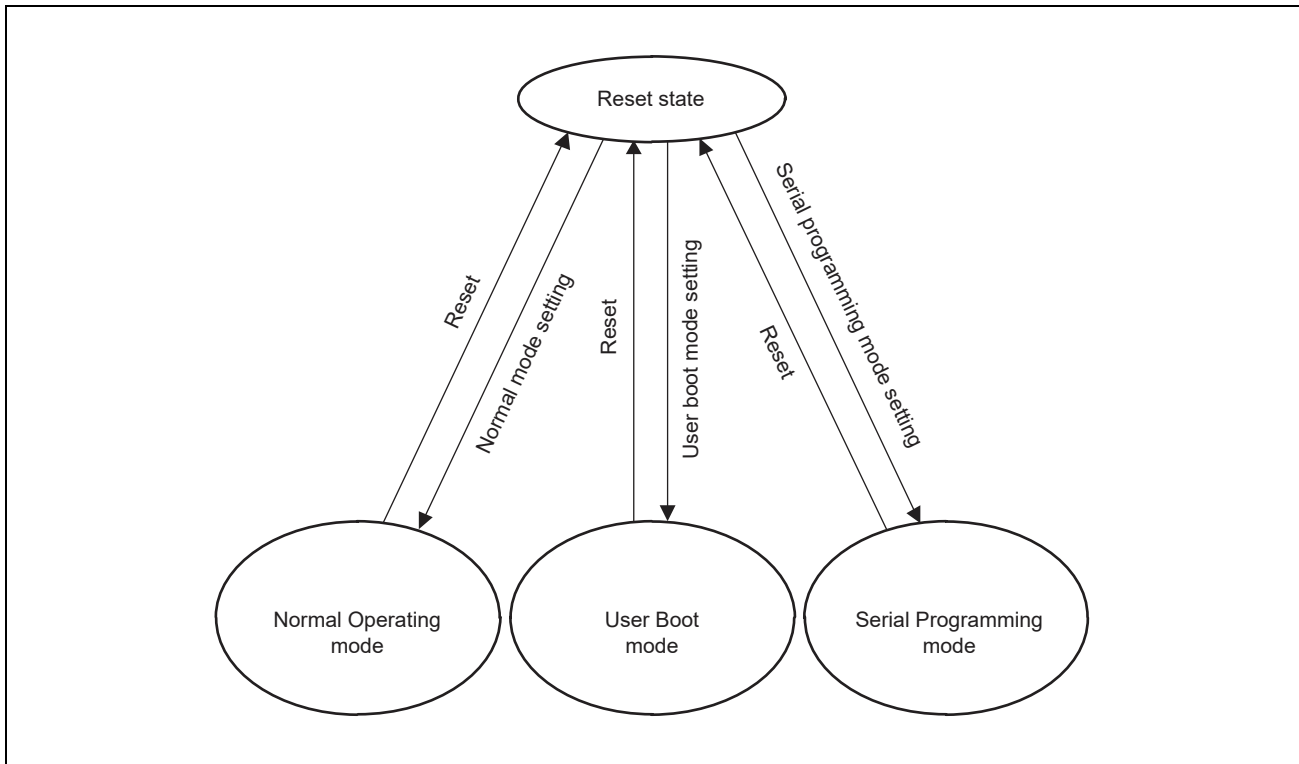 Reset state
Reset
Normal mode setting
Reset
User boot mode setting
Reset
Serial programming mode setting
Normal Operating
mode
User Boot
mode
Serial Programming
mode